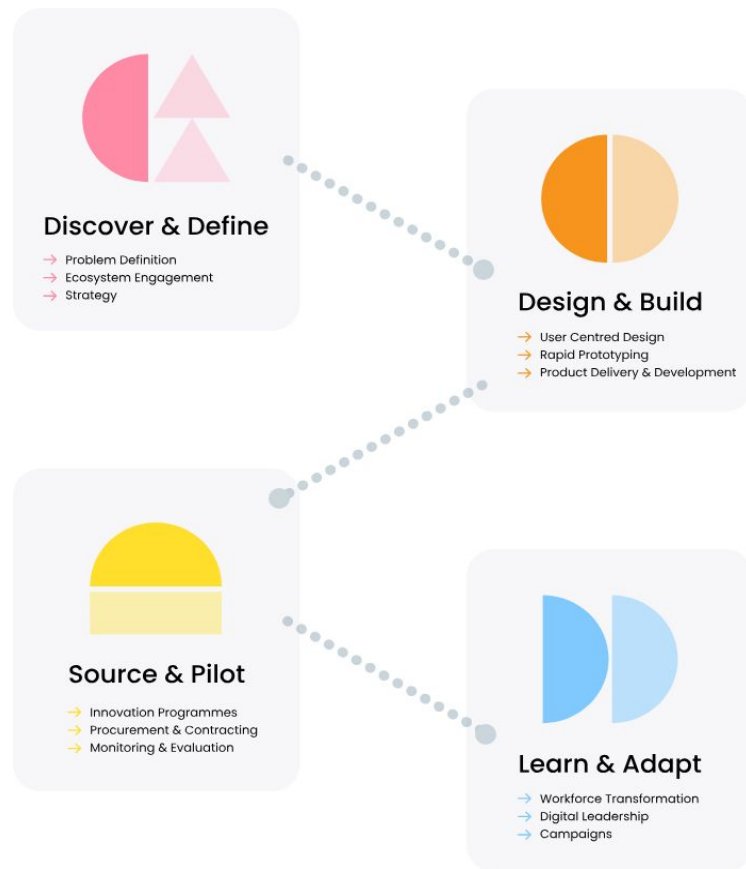 Discover & Define
Problem Definition
Ecosystem Engagement
Strategy
Design & Build
User Centred Design
Rapid Prototyping
Product Delivery & Development
Source & Pilot
Innovation Programmes
Procurement & Contracting
Monitoring & Evaluation
Learn & Adapt
Workforce Transformation
Digital Leadership
Campaigns